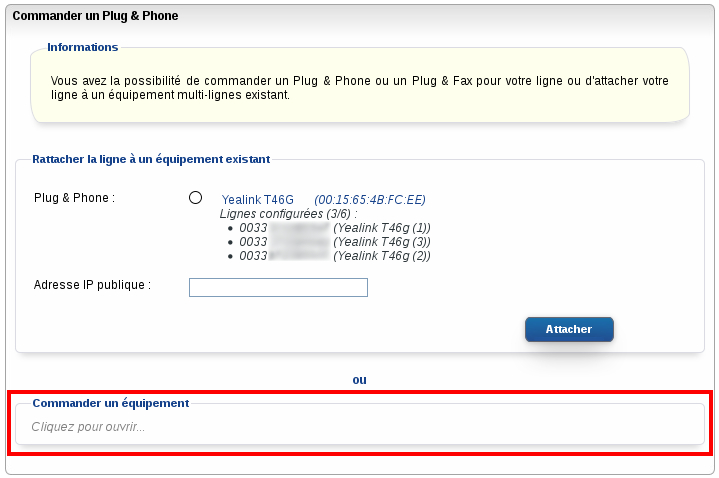 Commander un Plug & Phone
Informations
Vous avez la possibilité de commander un Plug & Phone ou un Plug & Fax pour votre ligne ou d'attacher votre
ligne à un équipement multi-lignes existant.
Rattacher la ligne à un équipement existant
Plug & Phone :
Yealink T46G (00:15:65:4B:FC:EE)
Lignes configurées (3/6) :
• 0033 (Yealink T46g (1))
• 0033 (Yealink T46g (3))
• 0033 (Yealink T46g (2))
Adresse IP publique :
Attacher
ou
Commander un équipement
Cliquez pour ouvrir...